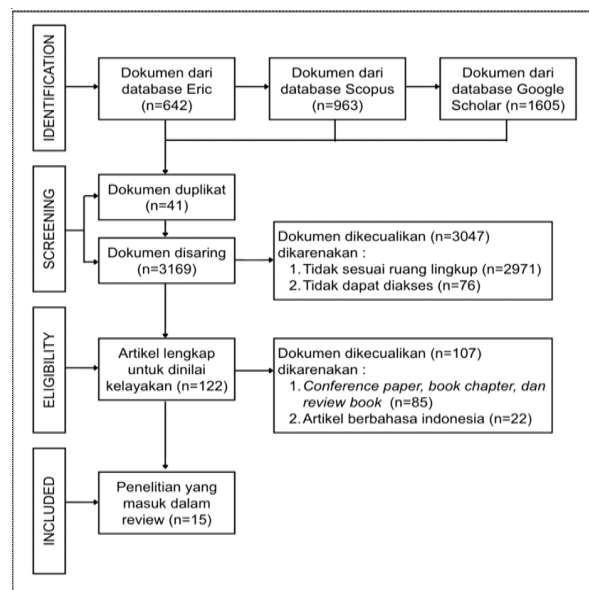 IDENTIFICATION
Dokumen dari
database Eric
(n=642)
Dokumen dari
database Scopus
(n=963)
Dokumen dari
database Google
Scholar (n=1605)
SCREENING
Dokumen duplikat
(n=41)
Dokumen disaring
(n=3169)
Dokumen dikecualikan (n=3047)
dikarenakan :
1. Tidak sesuai ruang lingkup (n=2971)
2. Tidak dapat diakses (n=76)
ELIGIBILITY
Artikel lengkap
untuk dinilai
kelayakan (n=122)
Dokumen dikecualikan (n=107)
dikarenakan :
1. Conference paper, book chapter, dan
review book (n=85)
2. Artikel berbahasa indonesia (n=22)
INCLUDED
Penelitian yang
masuk dalam
review (n=15)